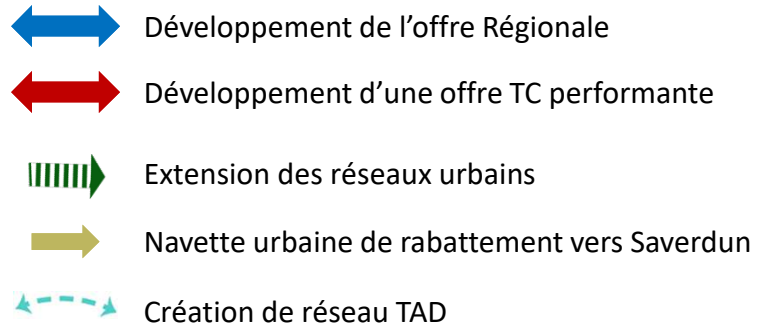 Développement de l’offre Régionale
Développement d’une offre TC performante
Extension des réseaux urbains
Navette urbaine de rabattement vers Saverdun
Création de réseau TAD